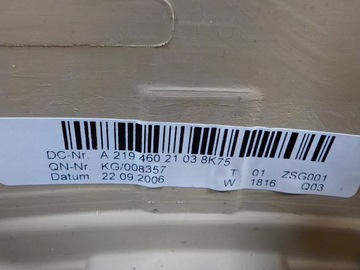 DC-Nr. A 219 460 21 03 8K75
QN-Nr. KG/008357 T 01 ZSG001
Datum 22.09.2006 W 1816 Q03